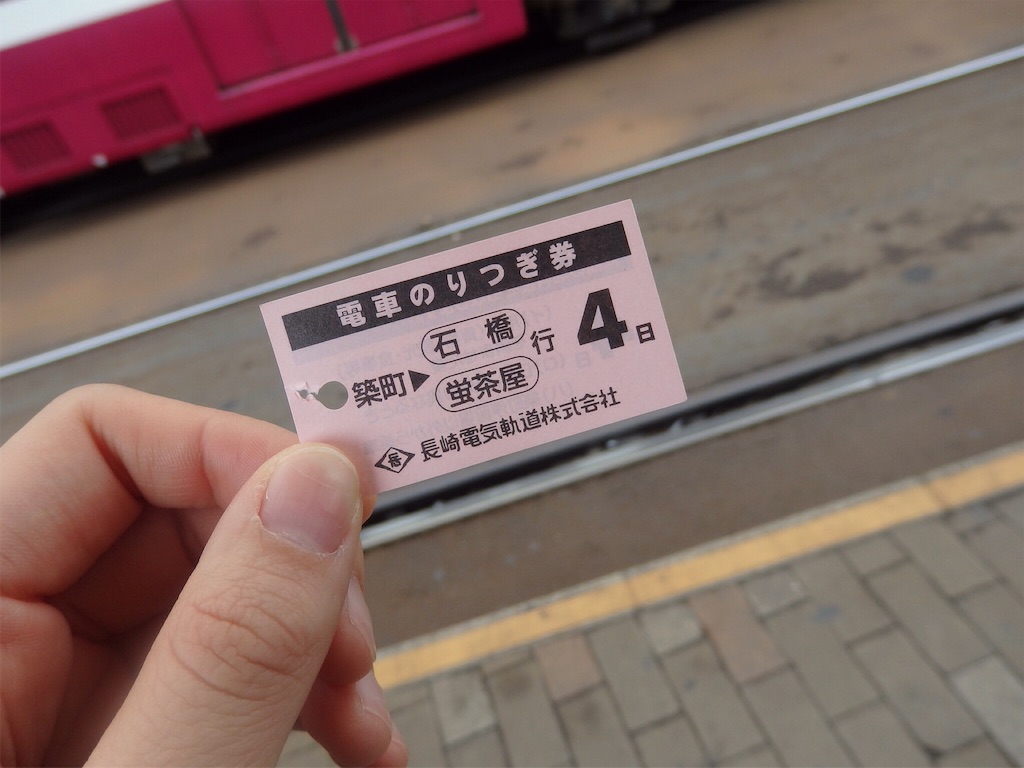 電車のりつぎ券
築町▶ 石橋 蛍茶屋 行 4日
長崎電気軌道株式会社